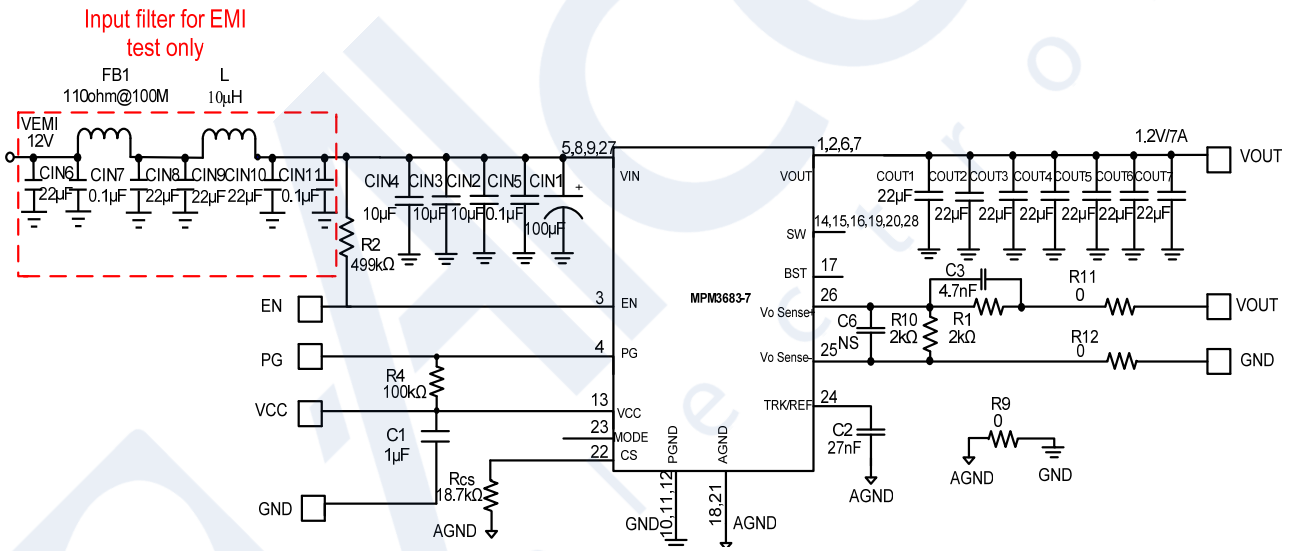 Input filter for EMI
test only
FB1
110ohm@100M
L
10µH
VEMI
12V
CIN6
22µF
CIN7
0.1µF
CIN8
22µF
CIN9
22µF
CIN10
22µF
CIN11
0.1µF
R2
499kΩ
CIN4
10µF
CIN3
10µF
CIN2
10µF
CIN5
0.1µF
CIN1
+
100µF
5,8,9,27
VIN
EN
3
EN
PG
4
PG
R4
100kΩ
VCC
13
VCC
C1
1µF
23
MODE
22
CS
Rcs
18.7kΩ
AGND
GND
MPM3683-7
PGND
10,11,12
GND
AGND
18,21
AGND
1,2,6,7
VOUT
1.2V/7A
VOUT
COUT1
22µF
COUT2
22µF
COUT3
22µF
COUT4
22µF
COUT5
22µF
COUT6
22µF
COUT7
22µF
14,15,16,19,20,28
SW
17
BST
26
Vo Sense+
C6
NS
R10
2kΩ
C3
4.7nF
R1
2kΩ
R11
0
VOUT
25
Vo Sense-
R12
0
GND
24
TRK/REF
C2
27nF
AGND
R9
0
AGND
GND